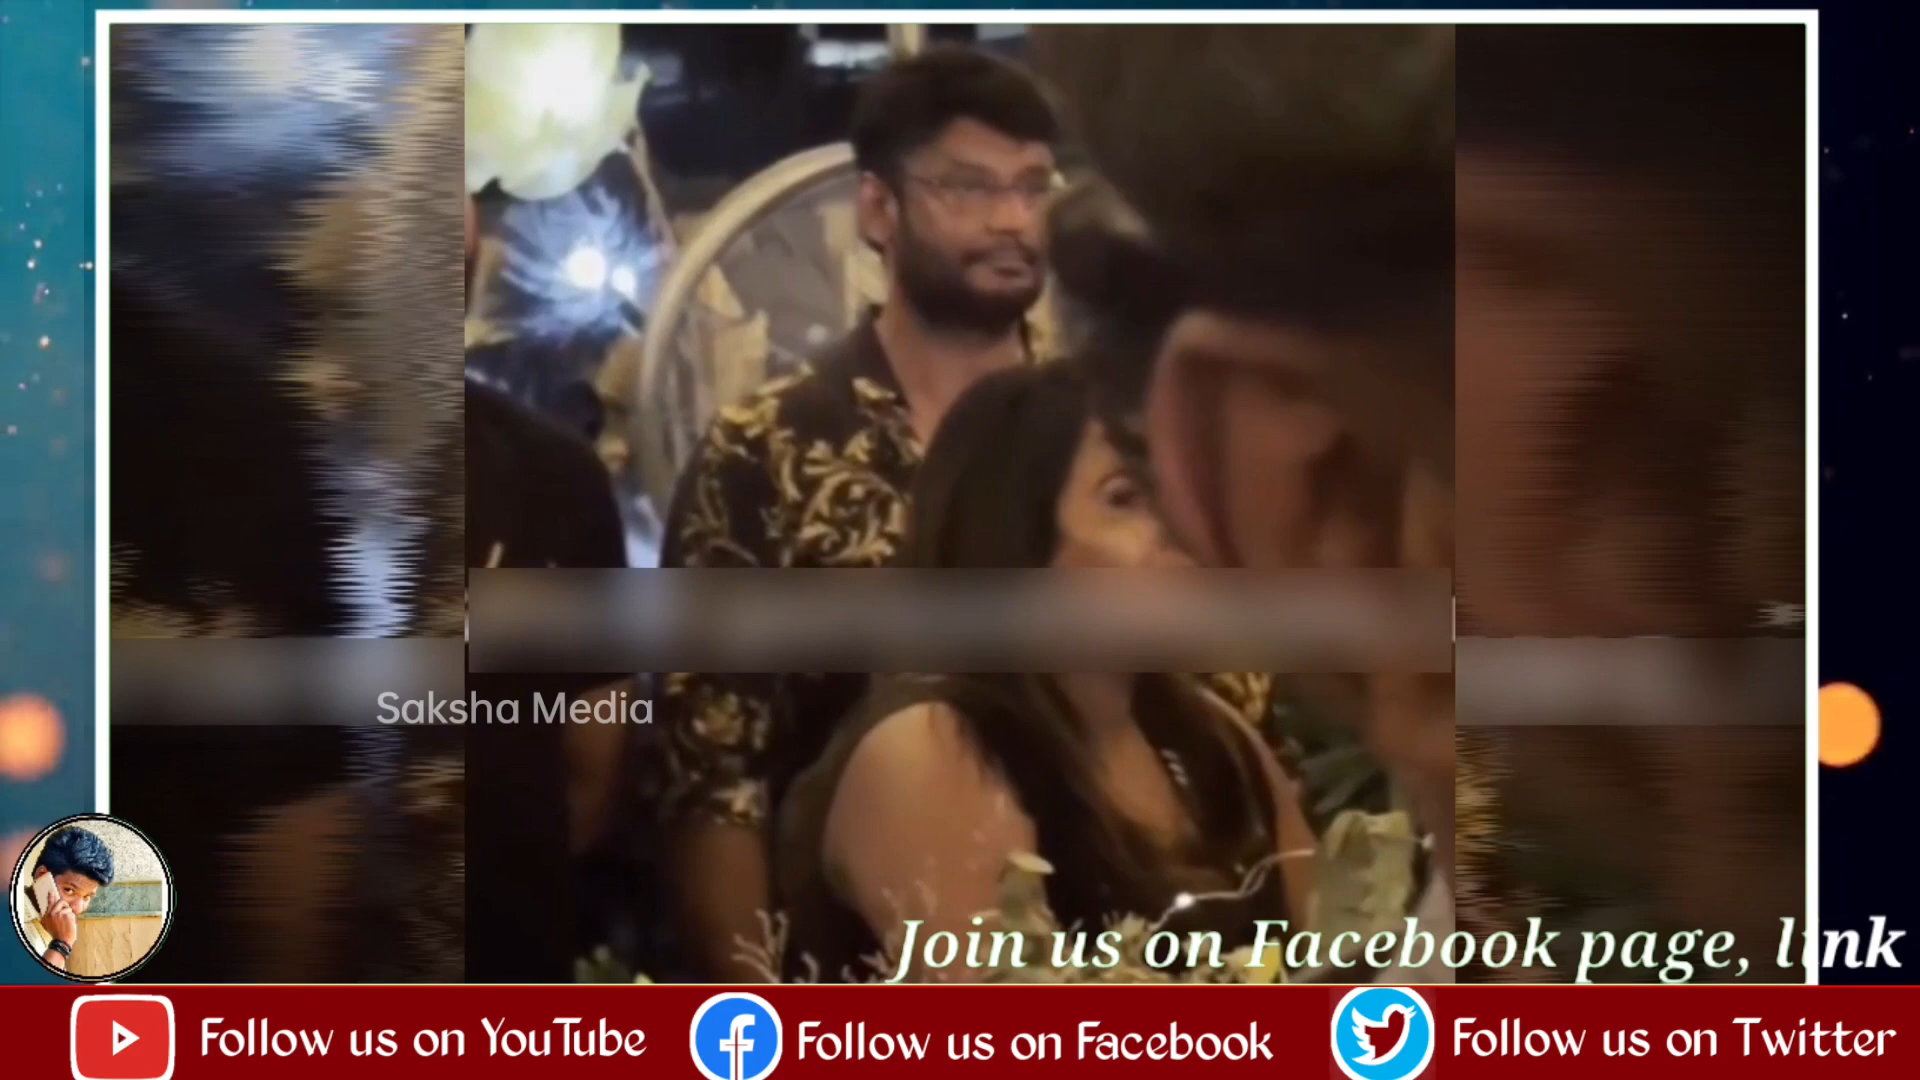 Saksha Media
Join us on Facebook page, link
Follow us on YouTube
Follow us on Facebook
Follow us on Twitter